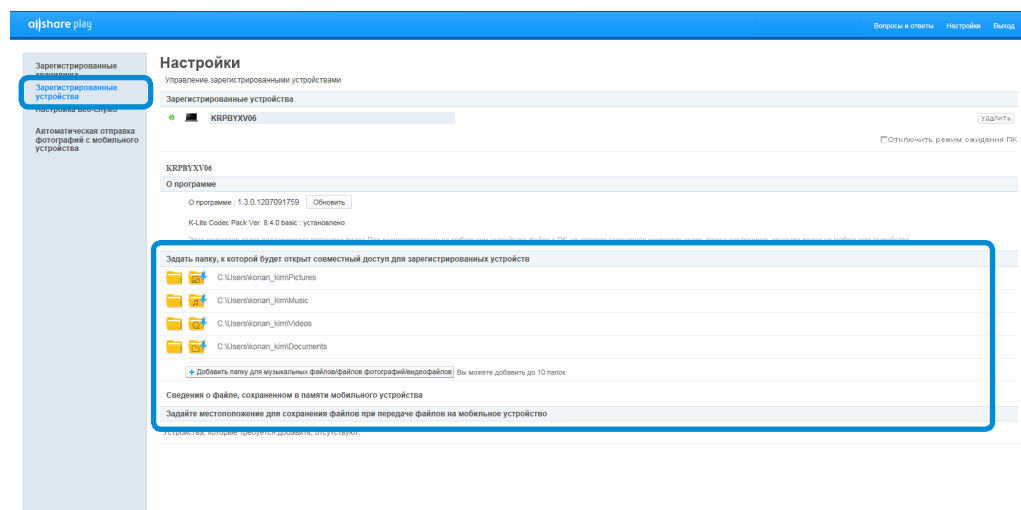 allshare play
Вопросы и ответы Настройки Выход
Зарегистрированные
хранилища
Зарегистрированные
устройства
Настройка веб-служб
Автоматическая отправка
фотографий с мобильного
устройства
Настройки
Управление зарегистрированными устройствами
Зарегистрированные устройства
KRPBYXV06
Удалить
Отключить режим ожидания ПК
KRPBYXV06
О программе
О программе : 1.3.0.1207091759 Обновить
K-Lite Codec Pack Ver. 8.4.0 basic : установлено
Задать папку, к которой будет открыт совместный доступ для зарегистрированных устройств
C:\Users\konan_kim\Pictures
C:\Users\konan_kim\Music
C:\Users\konan_kim\Videos
C:\Users\konan_kim\Documents
+ Добавить папку для музыкальных файлов/файлов фотографий/видеофайлов Вы можете добавить до 10 папок
Сведения о файле, сохраненном в памяти мобильного устройства
Задайте местоположение для сохранения файлов при передаче файлов на мобильное устройство
Устройства, которые требуется добавить, отсутствуют.